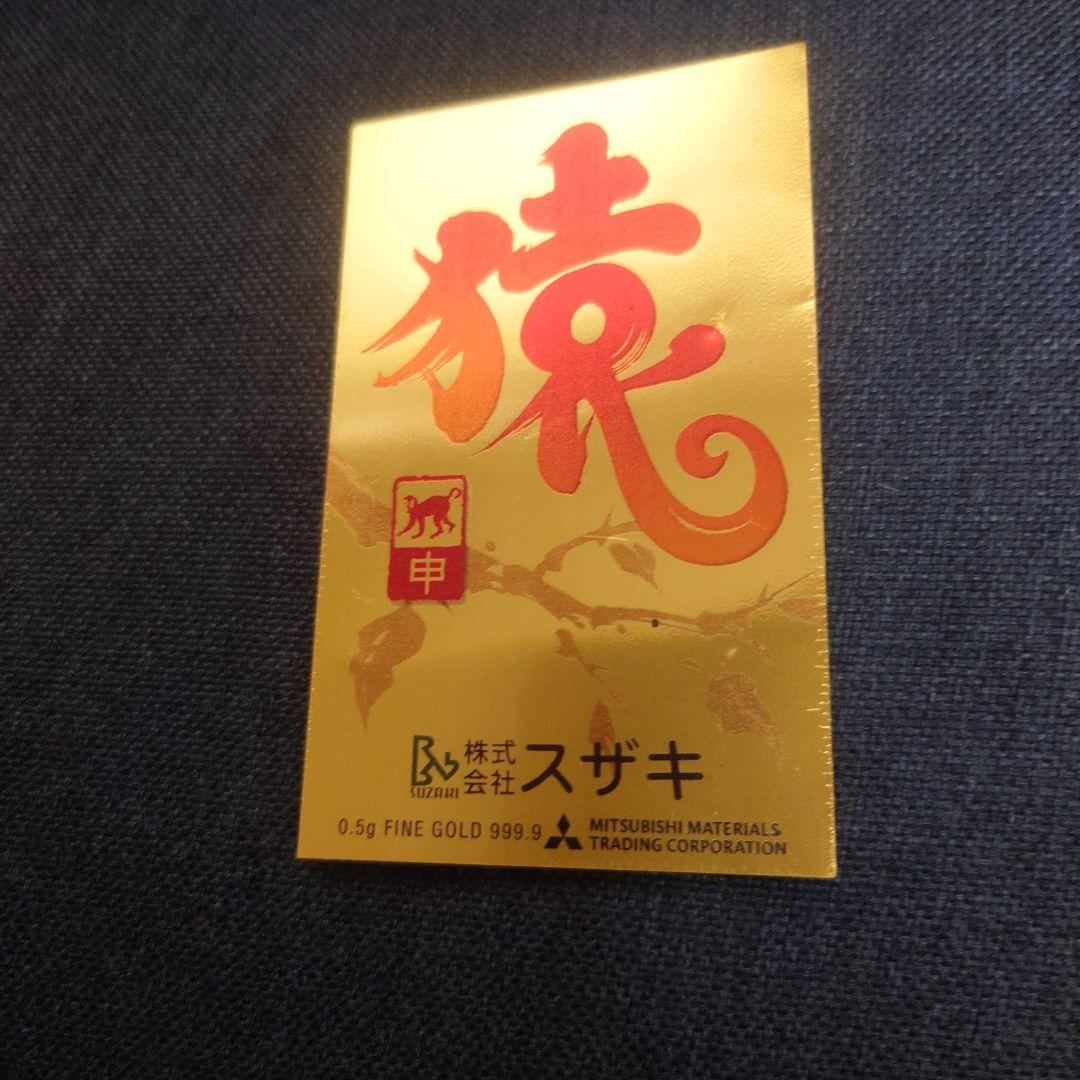 猿
申
SUZAKI
株式会社スザキ
0.5g FINE GOLD 999.9
MITSUBISHI MATERIALS
TRADING CORPORATION